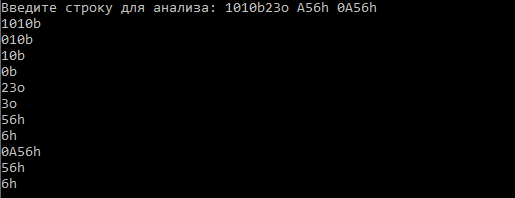 Введите строку для анализа: 1010b23o A56h 0A56h
1010b
010b
10b
0b
23o
3o
56h
6h
0A56h
56h
6h